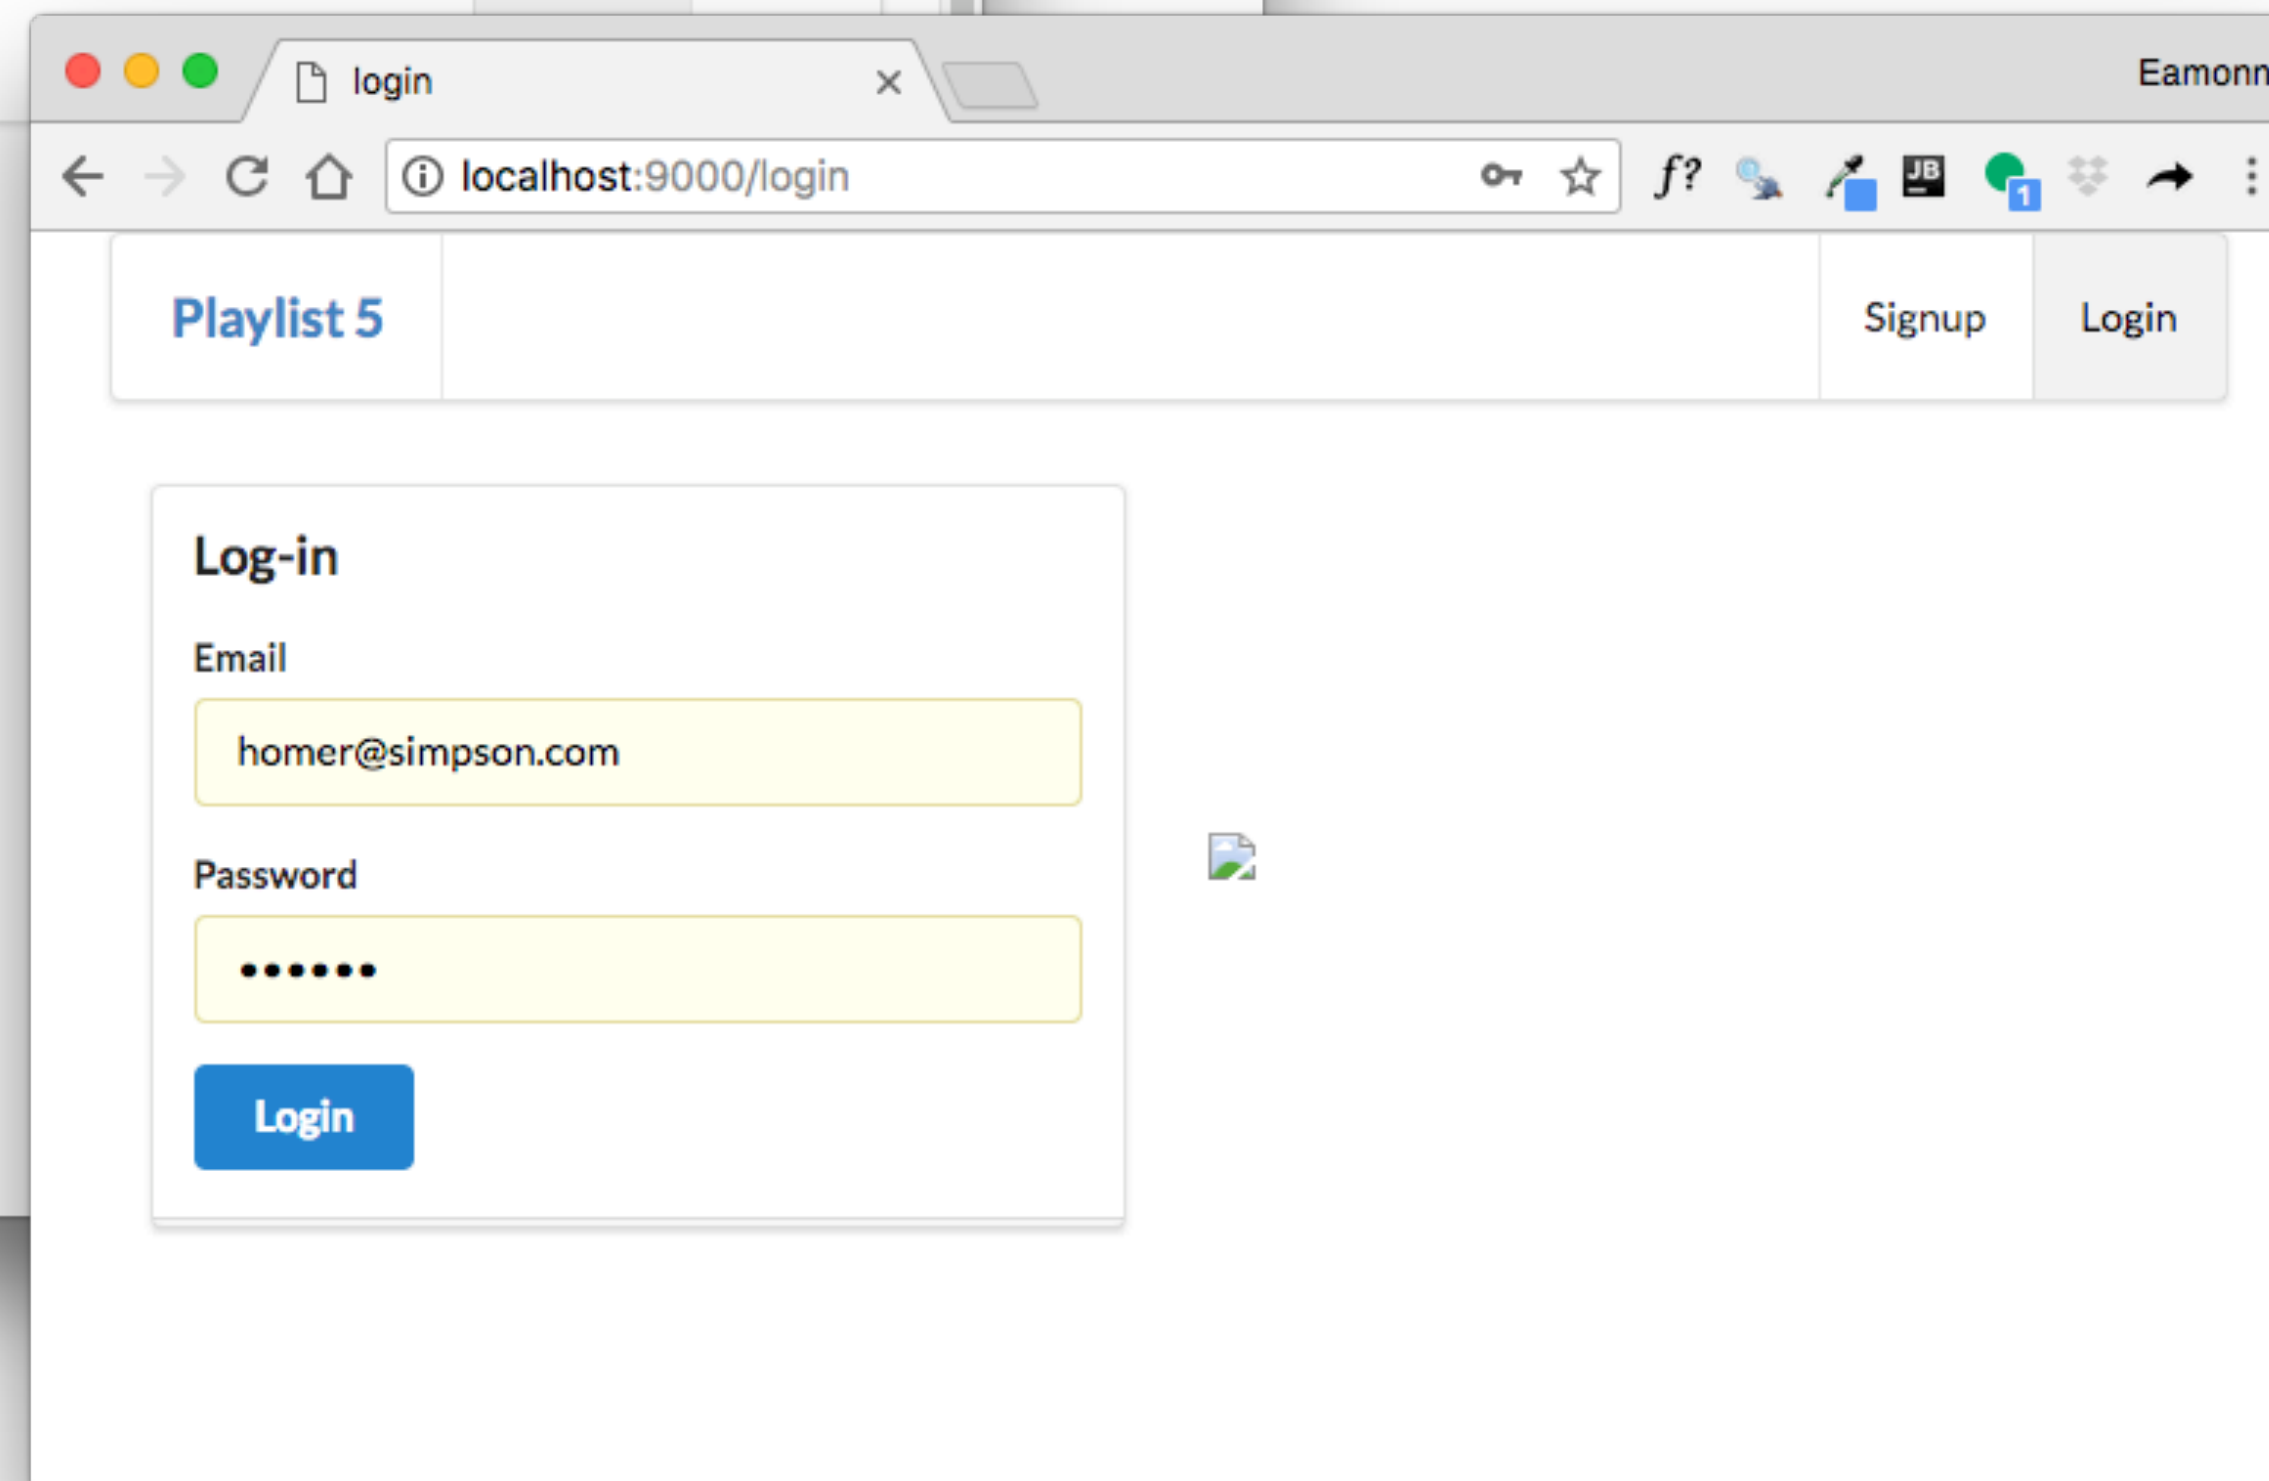 login
Eamonn
localhost:9000/login
f?
JB
1
Playlist 5
Signup
Login
Log-in
Email
homer@simpson.com
Password
••••••
Login